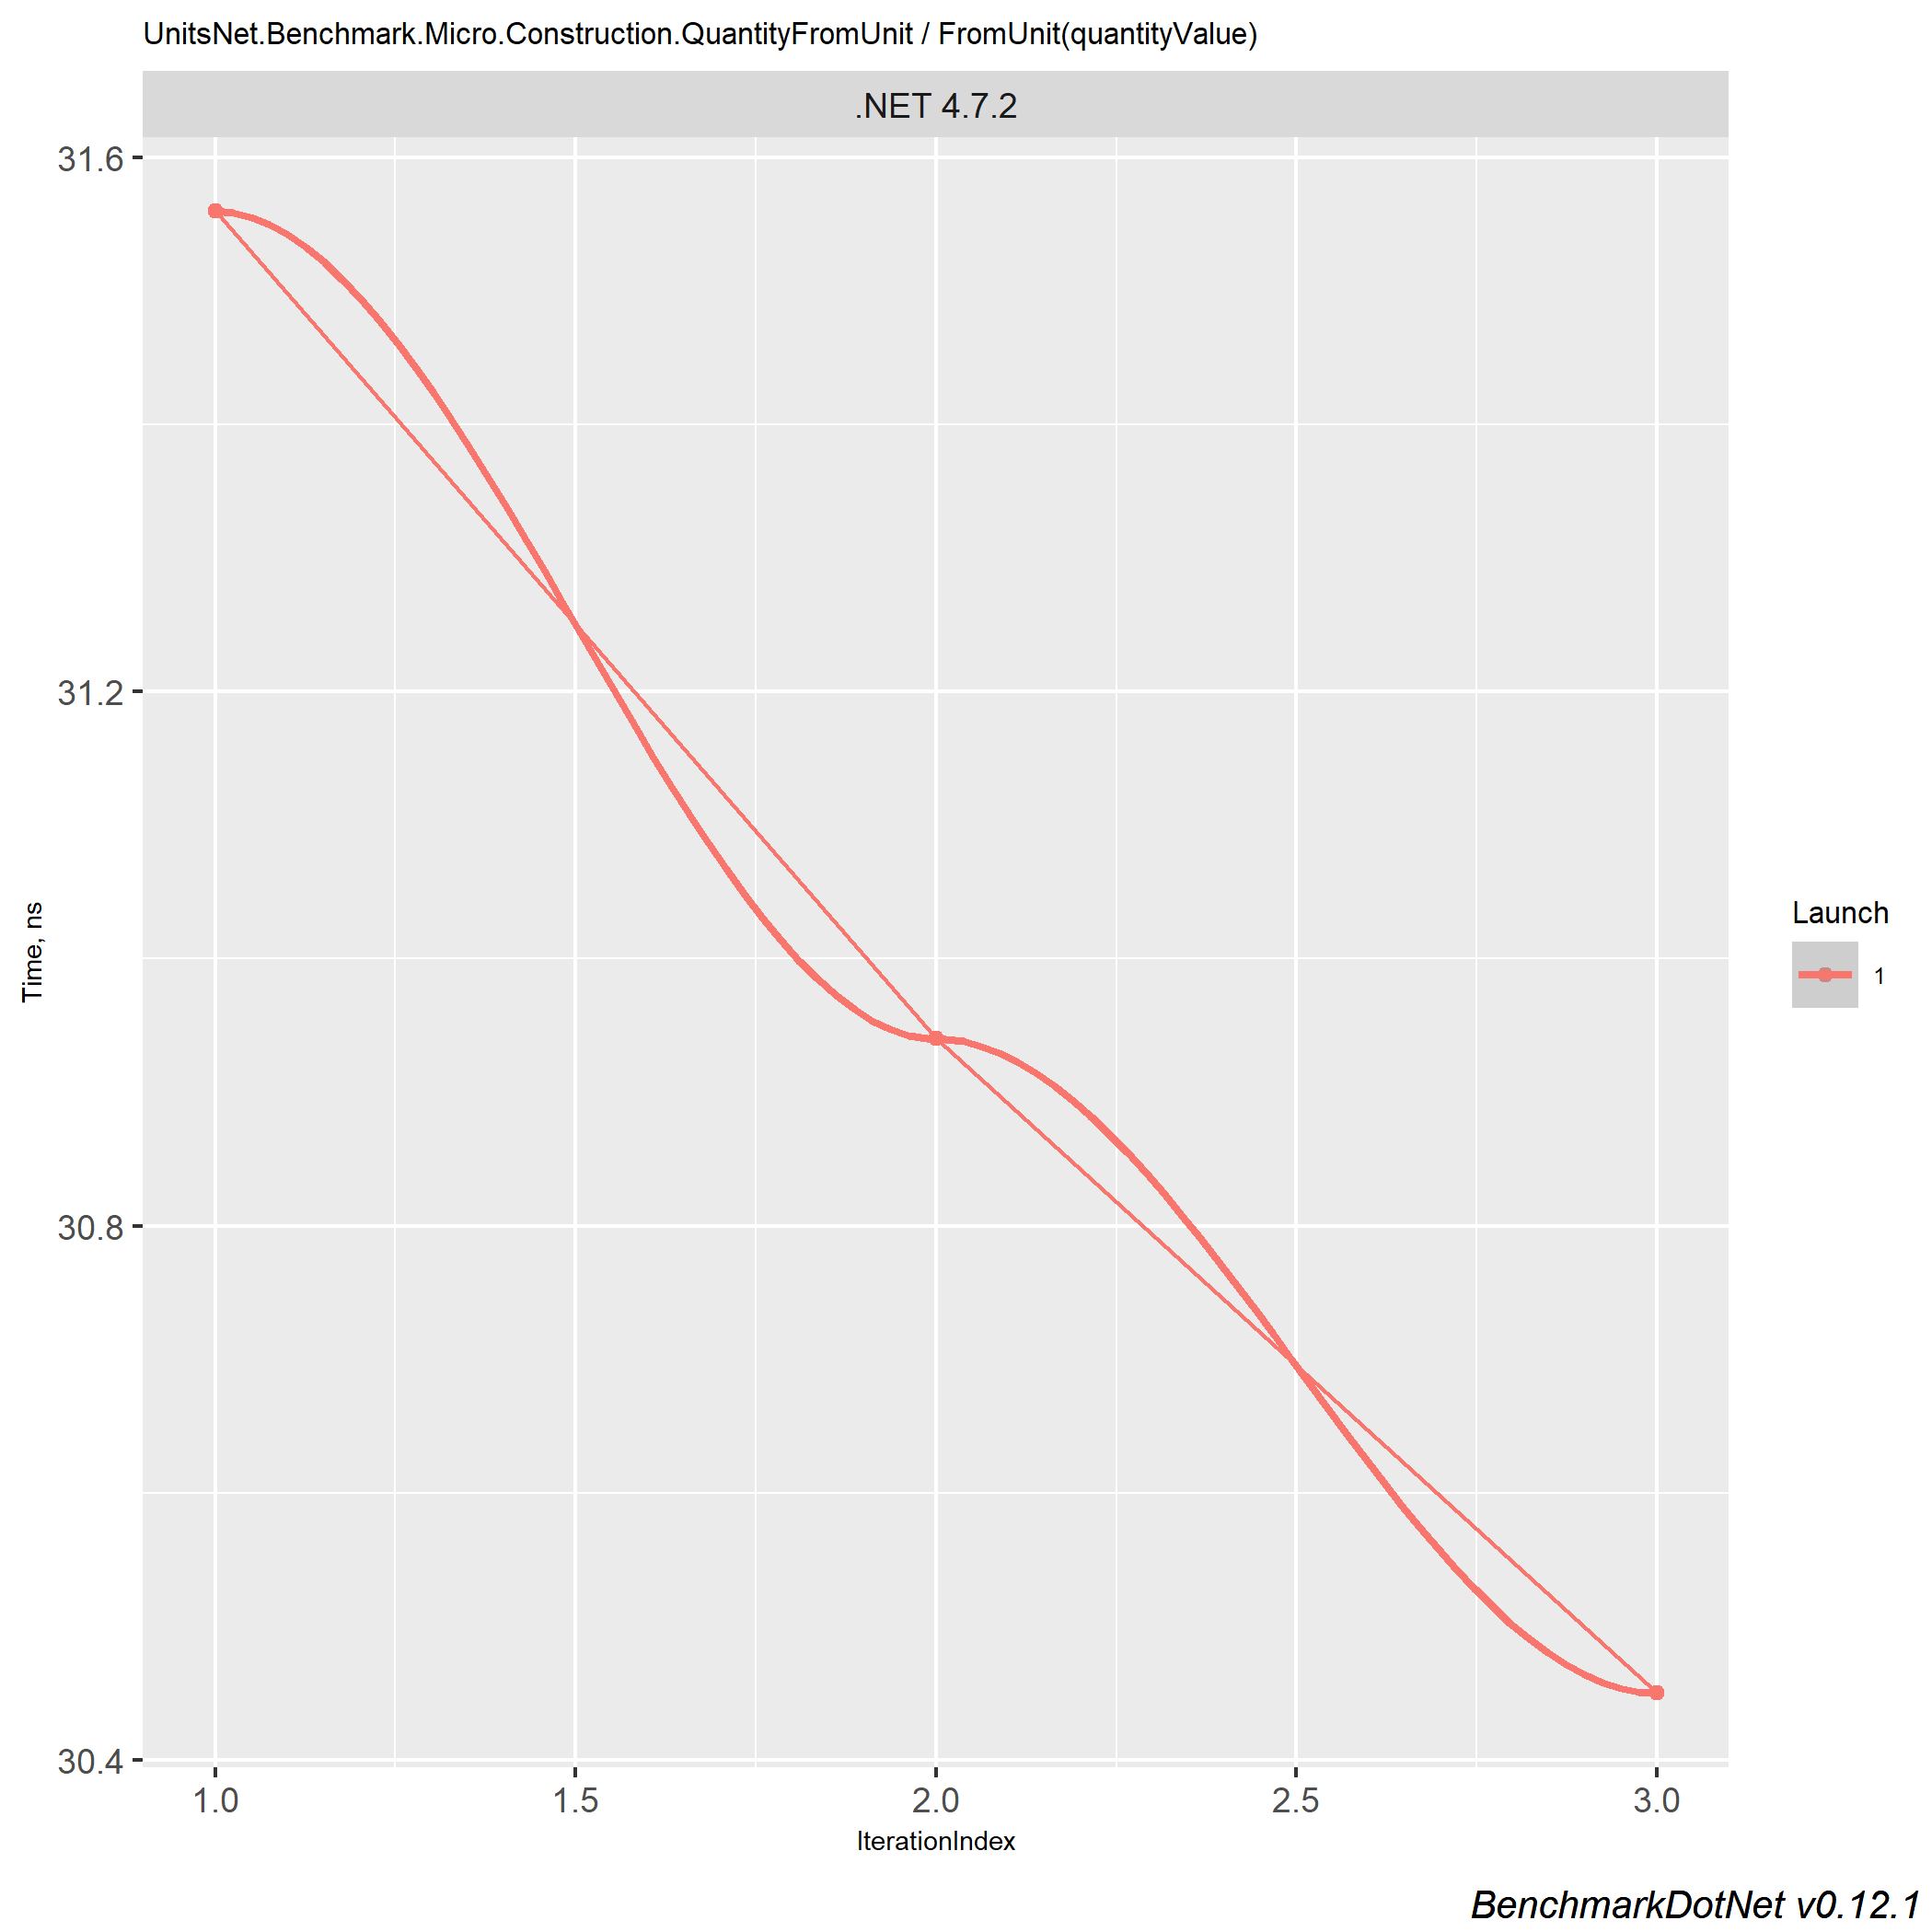 UnitsNet.Benchmark.Micro.Construction.QuantityFromUnit / FromUnit(quantityValue)
.NET 4.7.2
31.6
31.2
30.8
30.4
Time, ns
1.0 1.5 2.0 2.5 3.0
IterationIndex
Launch
1
BenchmarkDotNet v0.12.1